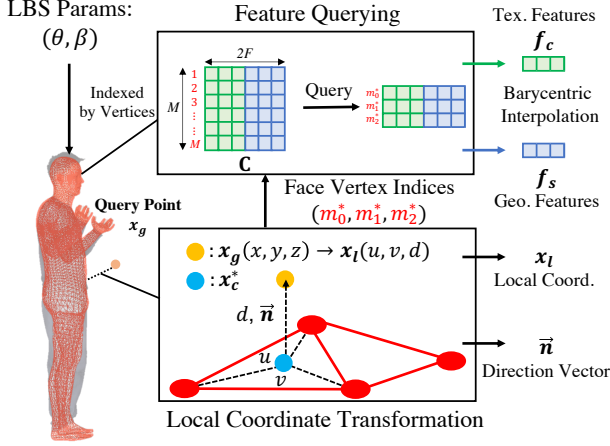 LBS Params:
(θ, β)
Feature Querying
Tex. Features
f_c
Indexed
by Vertices
2F
M
1
2
3
⋮
⋮
M
C
Query
m_0^*
m_1^*
m_2^*
Barycentric
Interpolation
f_s
Geo. Features
Face Vertex Indices
(m_0^*, m_1^*, m_2^*)
Query Point
x_g
: x_g(x, y, z) → x_l(u, v, d)
: x_c^*
d, n⃗
u
v
x_l
Local Coord.
n⃗
Direction Vector
Local Coordinate Transformation